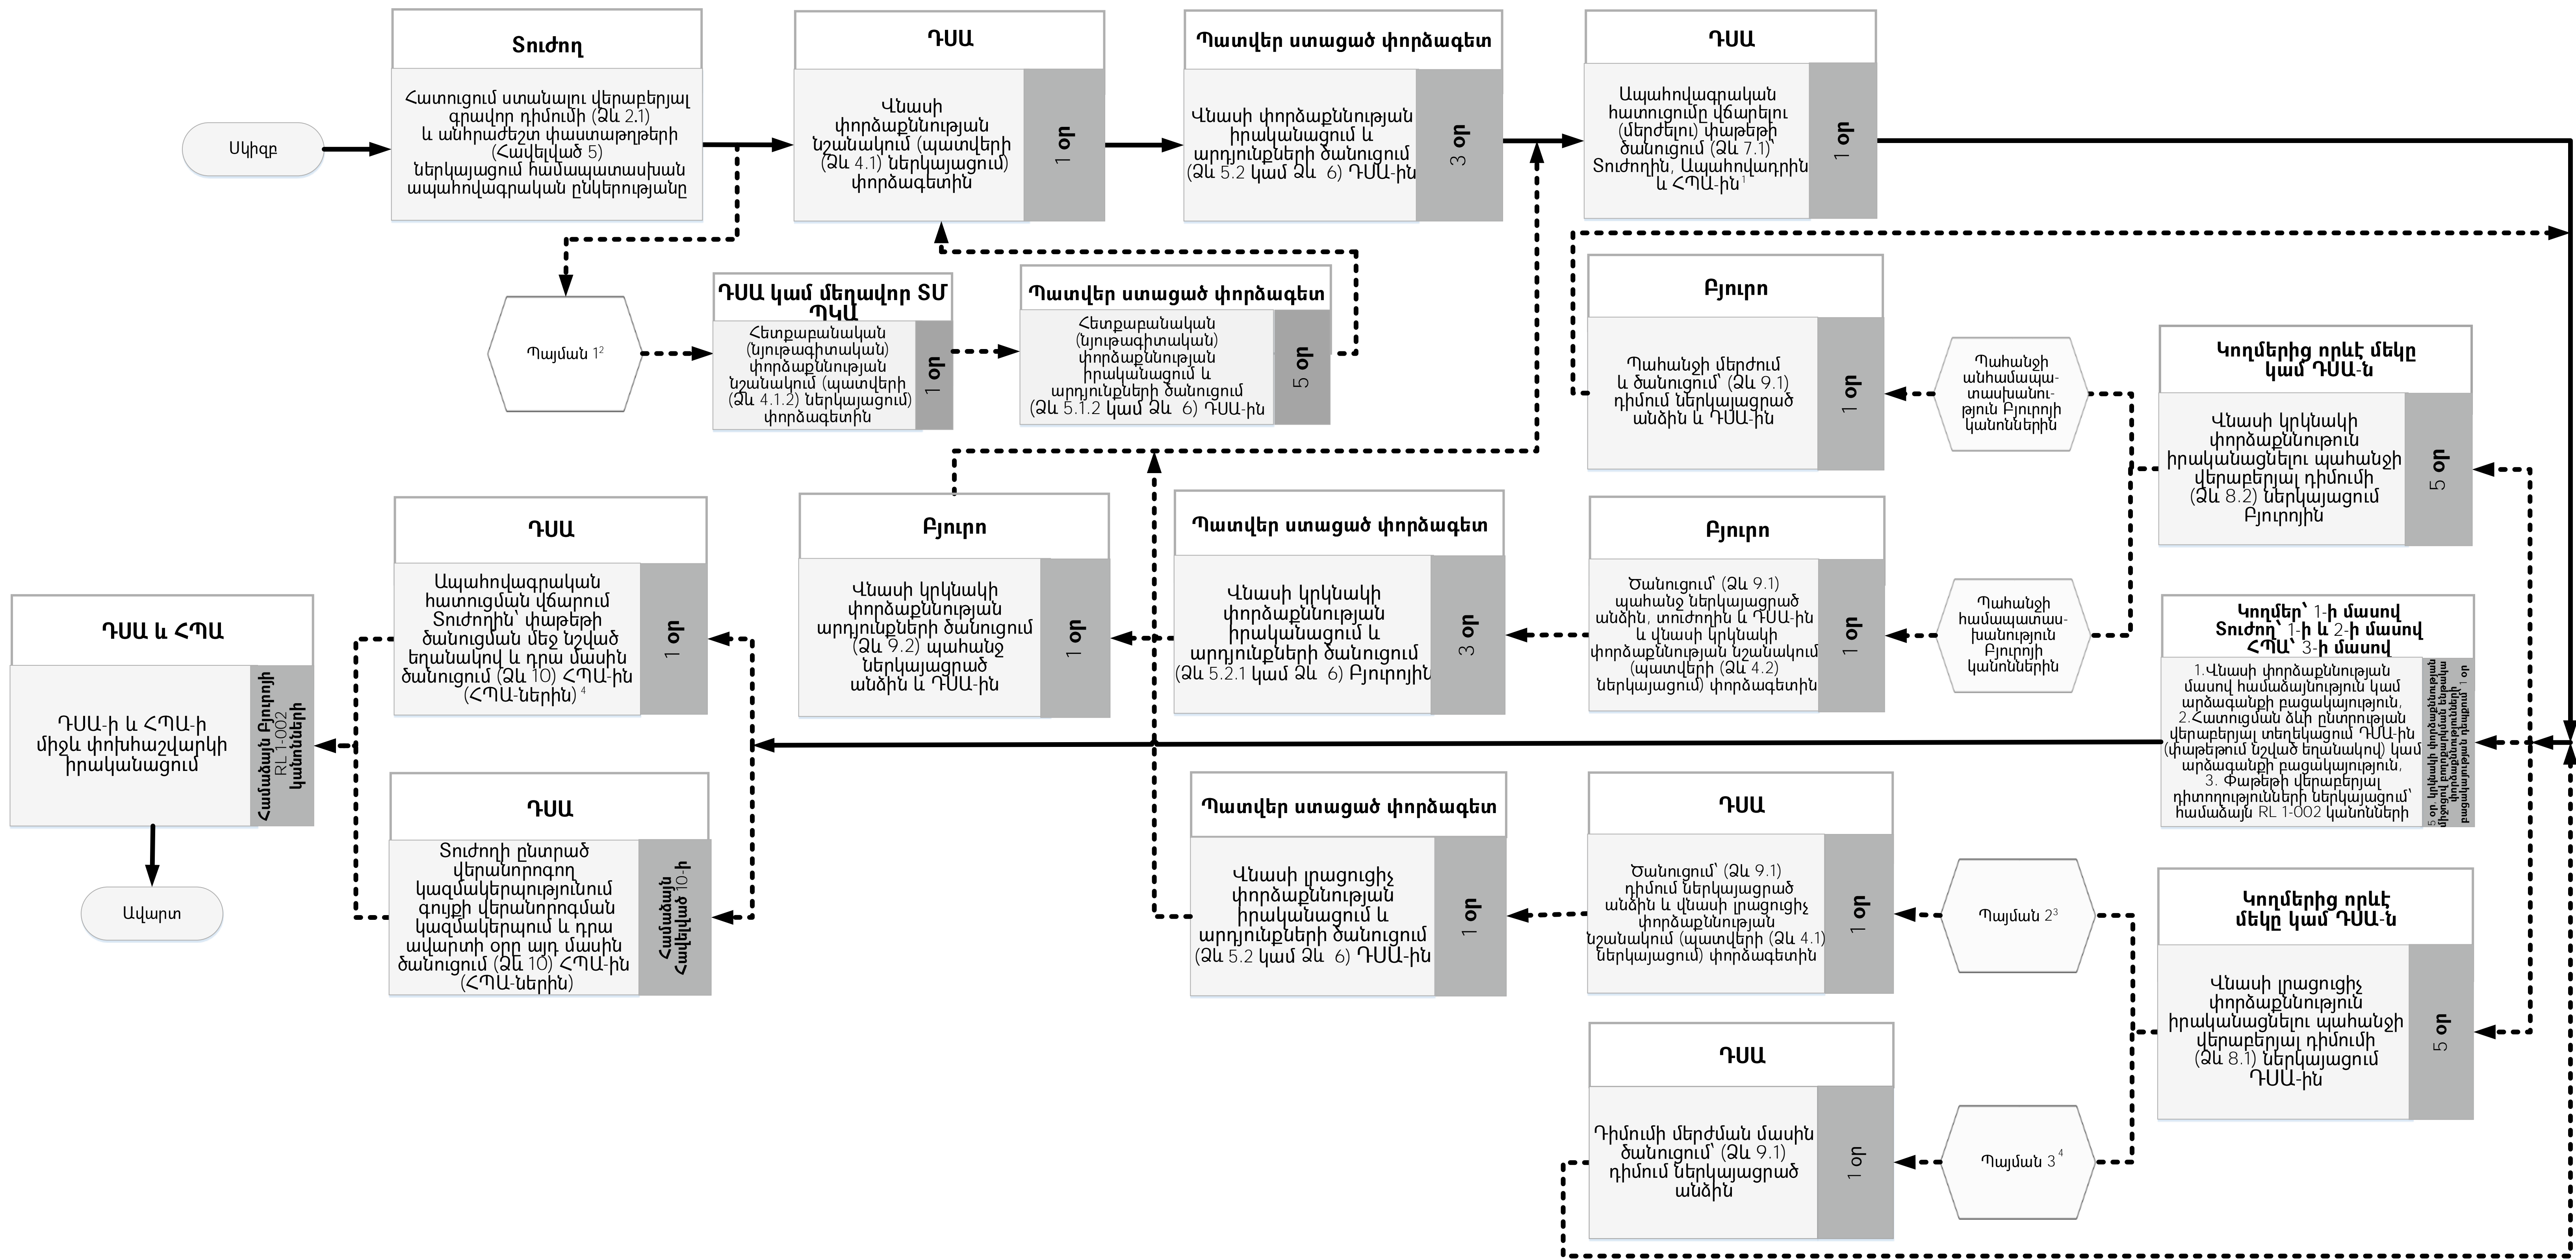 Սկիզբ
Տուժող
Հատուցում ստանալու վերաբերյալ
գրավոր դիմումի (Ձև 2.1)
և անհրաժեշտ փաստաթղթերի
(Հավելված 5)
ներկայացում համապատասխան
ապահովագրական ընկերությանը
ԴՍԱ
Վնասի
փորձաքննության
նշանակում (պատվերի
(Ձև 4.1) ներկայացում)
փորձագետին
1 օր
Պատվեր ստացած փորձագետ
Վնասի փորձաքննության
իրականացում և
արդյունքների ծանուցում
(Ձև 5.2 կամ Ձև 6) ԴՍԱ-ին
3 օր
ԴՍԱ
Ապահովագրական
հատուցումը վճարելու
(մերժելու) փաթեթի
ծանուցում (Ձև 7.1)՝
Տուժողին, Ապահովադրին
և ՀՊԱ-ին1
1 օր
Պայման 12
ԴՍԱ կամ մեղավոր ՏՄ
ՊԿԱ
Հետքաբանական
(նյութագիտական)
փորձաքննության
նշանակում (պատվերի
(Ձև 4.1.2) ներկայացում)
փորձագետին
1 օր
Պատվեր ստացած փորձագետ
Հետքաբանական
(նյութագիտական)
փորձաքննության
իրականացում և
արդյունքների ծանուցում
(Ձև 5.1.2 կամ Ձև 6) ԴՍԱ-ին
5 օր
Բյուրո
Պահանջի մերժում
և ծանուցում՝ (Ձև 9.1)
դիմում ներկայացրած
անձին և ԴՍԱ-ին
1 օր
Պահանջի
անհամապա-
տասխանու-
թյուն Բյուրոյի
կանոններին
Կողմերից որևէ մեկը
կամ ԴՍԱ-ն
Վնասի կրկնակի
փորձաքննութուն
իրականացնելու պահանջի
վերաբերյալ դիմումի
(Ձև 8.2) ներկայացում
Բյուրոյին
5 օր
ԴՍԱ
Ապահովագրական
հատուցման վճարում
Տուժողին՝ փաթեթի
ծանուցման մեջ նշված
եղանակով և դրա մասին
ծանուցում (Ձև 10) ՀՊԱ-ին
(ՀՊԱ-ներին) 4
1 օր
Բյուրո
Վնասի կրկնակի
փորձաքննության
արդյունքների ծանուցում
(Ձև 9.2) պահանջ
ներկայացրած
անձին և ԴՍԱ-ին
1 օր
Պատվեր ստացած փորձագետ
Վնասի կրկնակի
փորձաքննության
իրականացում և
արդյունքների ծանուցում
(Ձև 5.2.1 կամ Ձև 6) Բյուրոյին
3 օր
Բյուրո
Ծանուցում՝ (Ձև 9.1)
պահանջ ներկայացրած
անձին, տուժողին և ԴՍԱ-ին
և վնասի կրկնակի
փորձաքննության նշանակում
(պատվերի (Ձև 4.2)
ներկայացում) փորձագետին
1 օր
Պահանջի
համապատաս-
խանություն
Բյուրոյի
կանոններին
Կողմեր՝ 1-ի մասով
Տուժող՝ 1-ի և 2-ի մասով
ՀՊԱ՝ 3-ի մասով
1.Վնասի փորձաքննության
մասով համաձայնություն կամ
արձագանքի բացակայություն,
2.Հատուցման ձևի ընտրության
վերաբերյալ տեղեկացում ԴՍԱ-ին
(փաթեթում նշված եղանակով) կամ
արձագանքի բացակայություն,
3. Փաթեթի վերաբերյալ
դիտողությունների ներկայացում՝
համաձայն RL 1-002 կանոնների
5 օր. կրկնակի փորձաքննության
միջոցով բողոքարկման ենթակա
փորձաքննությունների
բացակայության դեպքում՝ 1 օր
ԴՍԱ և ՀՊԱ
ԴՍԱ-ի և ՀՊԱ-ի
միջև փոխհաշվարկի
իրականացում
Համաձայն Բյուրոյի
RL 1-002
կանոնների
Ավարտ
ԴՍԱ
Տուժողի ընտրած
վերանորոգող
կազմակերպությունում
գույքի վերանորոգման
կազմակերպում և դրա
ավարտի օրը այդ մասին
ծանուցում (Ձև 10) ՀՊԱ-ին
(ՀՊԱ-ներին)
Համաձայն
Հավելված 10-ի
Պատվեր ստացած փորձագետ
Վնասի լրացուցիչ
փորձաքննության
իրականացում և
արդյունքների ծանուցում
(Ձև 5.2 կամ Ձև 6) ԴՍԱ-ին
1 օր
ԴՍԱ
Ծանուցում՝ (Ձև 9.1)
դիմում ներկայացրած
անձին և վնասի լրացուցիչ
փորձաքննության
նշանակում (պատվերի (Ձև 4.1)
ներկայացում) փորձագետին
1 օր
Պայման 23
Կողմերից որևէ
մեկը կամ ԴՍԱ-ն
Վնասի լրացուցիչ
փորձաքննություն
իրականացնելու պահանջի
վերաբերյալ դիմումի
(Ձև 8.1) ներկայացում
ԴՍԱ-ին
5 օր
ԴՍԱ
Դիմումի մերժման մասին
ծանուցում՝ (Ձև 9.1)
դիմում ներկայացրած
անձին
1 օր
Պայման 3 4